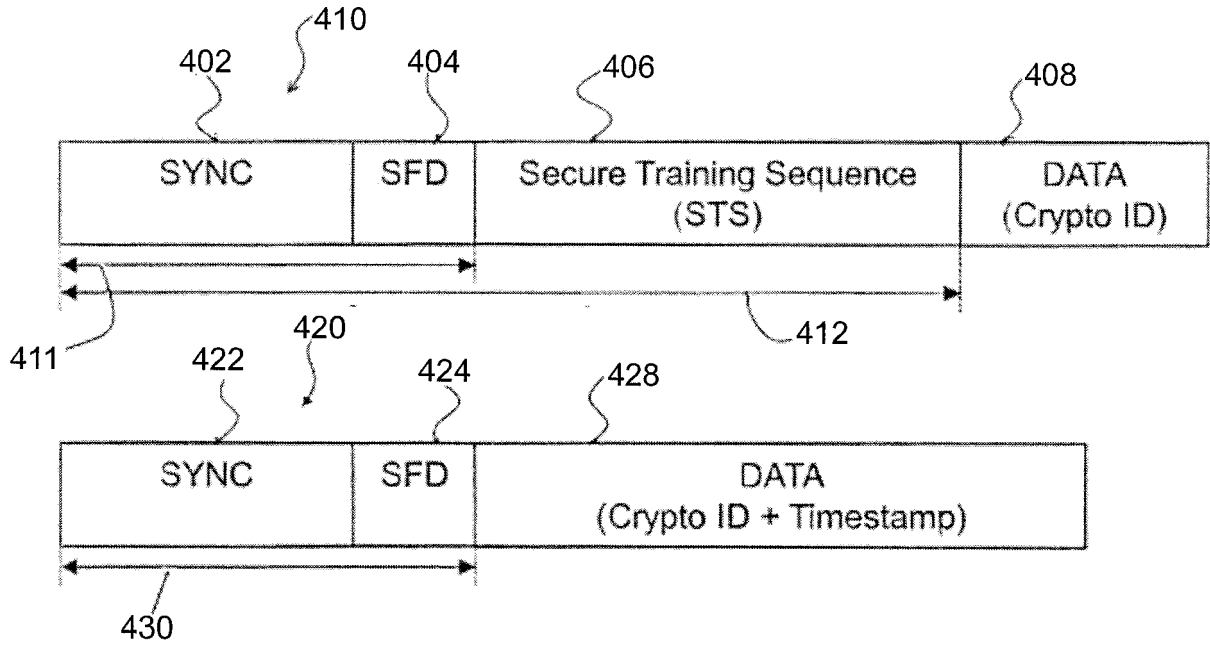 410
402
404
406
408
SYNC
SFD
Secure Training Sequence
(STS)
DATA
(Crypto ID)
411
412
420
422
424
428
SYNC
SFD
DATA
(Crypto ID + Timestamp)
430